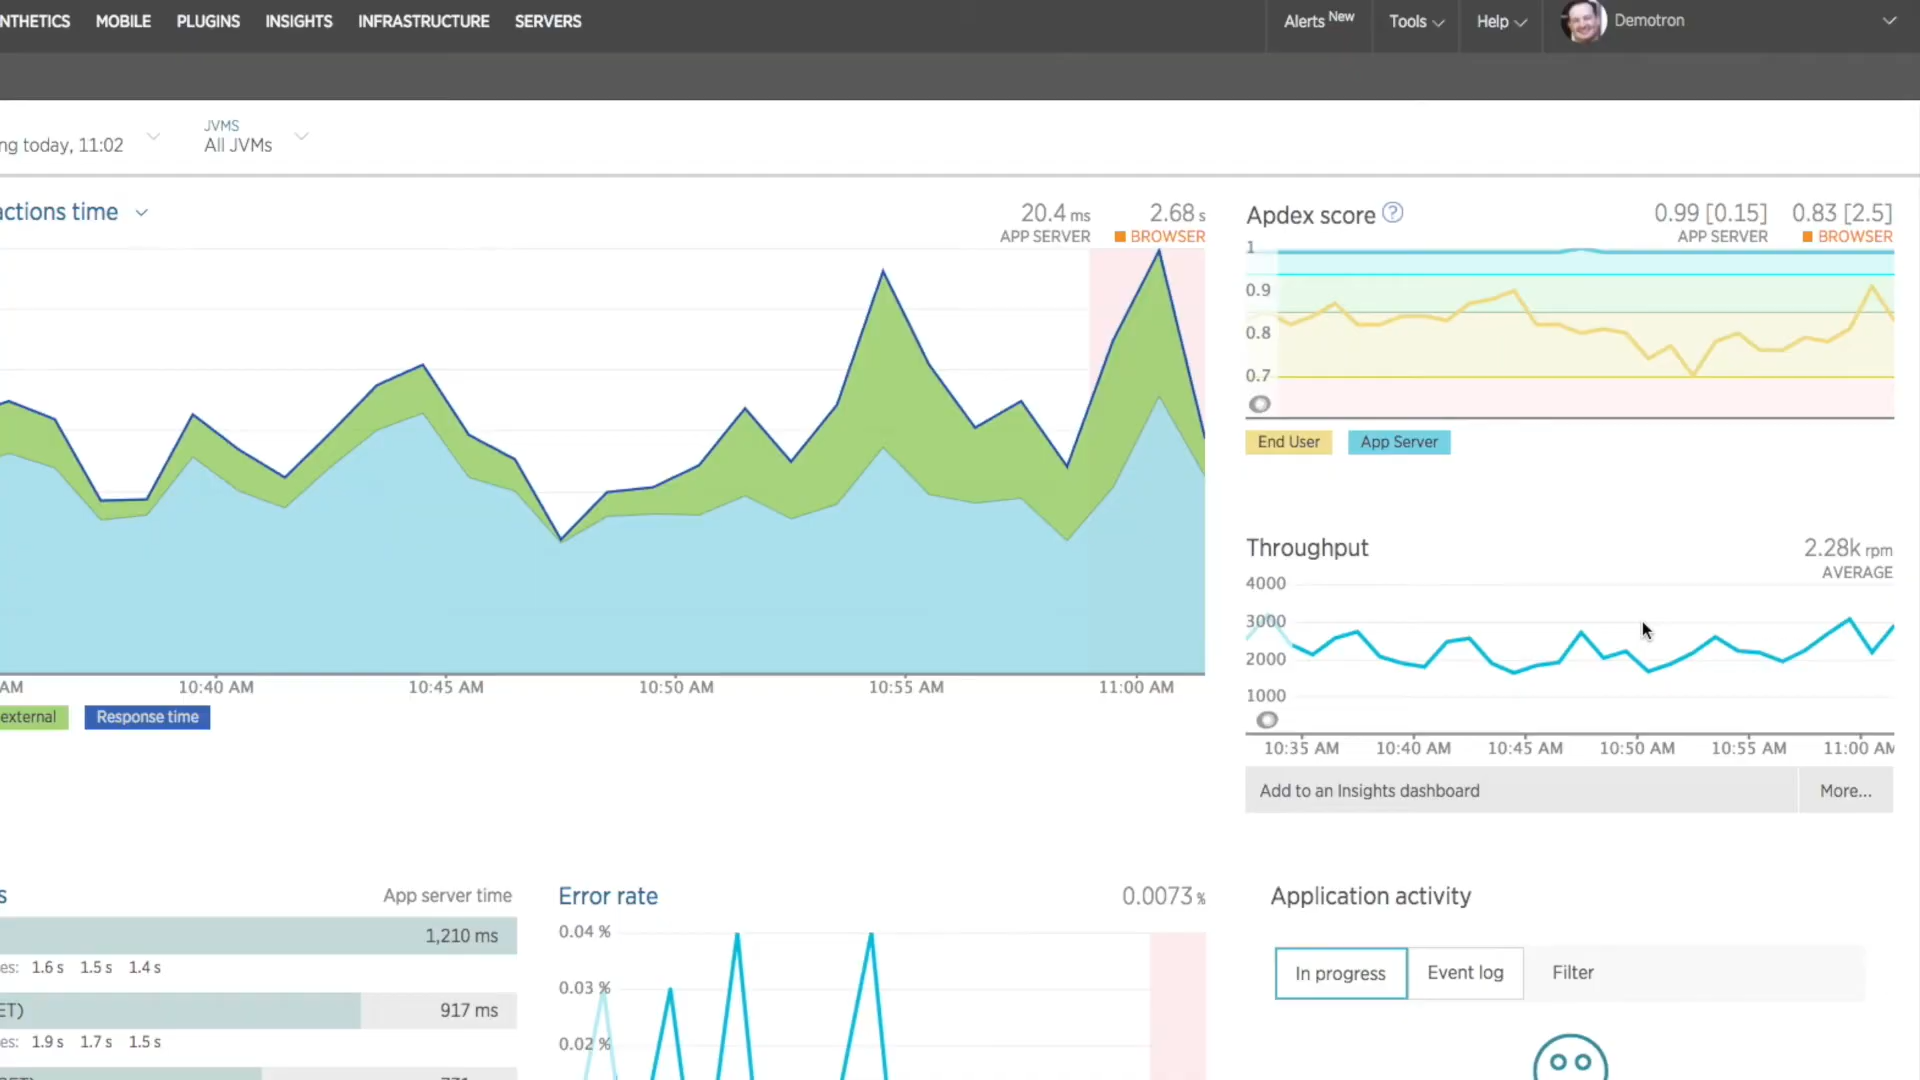 NTHETICS MOBILE PLUGINS INSIGHTS INFRASTRUCTURE SERVERS Alerts New Tools Help Demotron
JVMS
ng today, 11:02 All JVMs
actions time
20.4 ms 2.68 s
APP SERVER BROWSER
10:40 AM 10:45 AM 10:50 AM 10:55 AM 11:00 AM
AM
external Response time
Apdex score ? 0.99 [0.15] 0.83 [2.5]
APP SERVER BROWSER
1
0.9
0.8
0.7
End User App Server
Throughput 2.28k rpm
AVERAGE
4000
3000
2000
1000
10:35 AM 10:40 AM 10:45 AM 10:50 AM 10:55 AM 11:00 AM
Add to an Insights dashboard More...
s App server time
1,210 ms
es: 1.6 s 1.5 s 1.4 s
ET) 917 ms
es: 1.9 s 1.7 s 1.5 s
Error rate 0.0073 %
0.04 %
0.03 %
0.02 %
Application activity
In progress Event log Filter